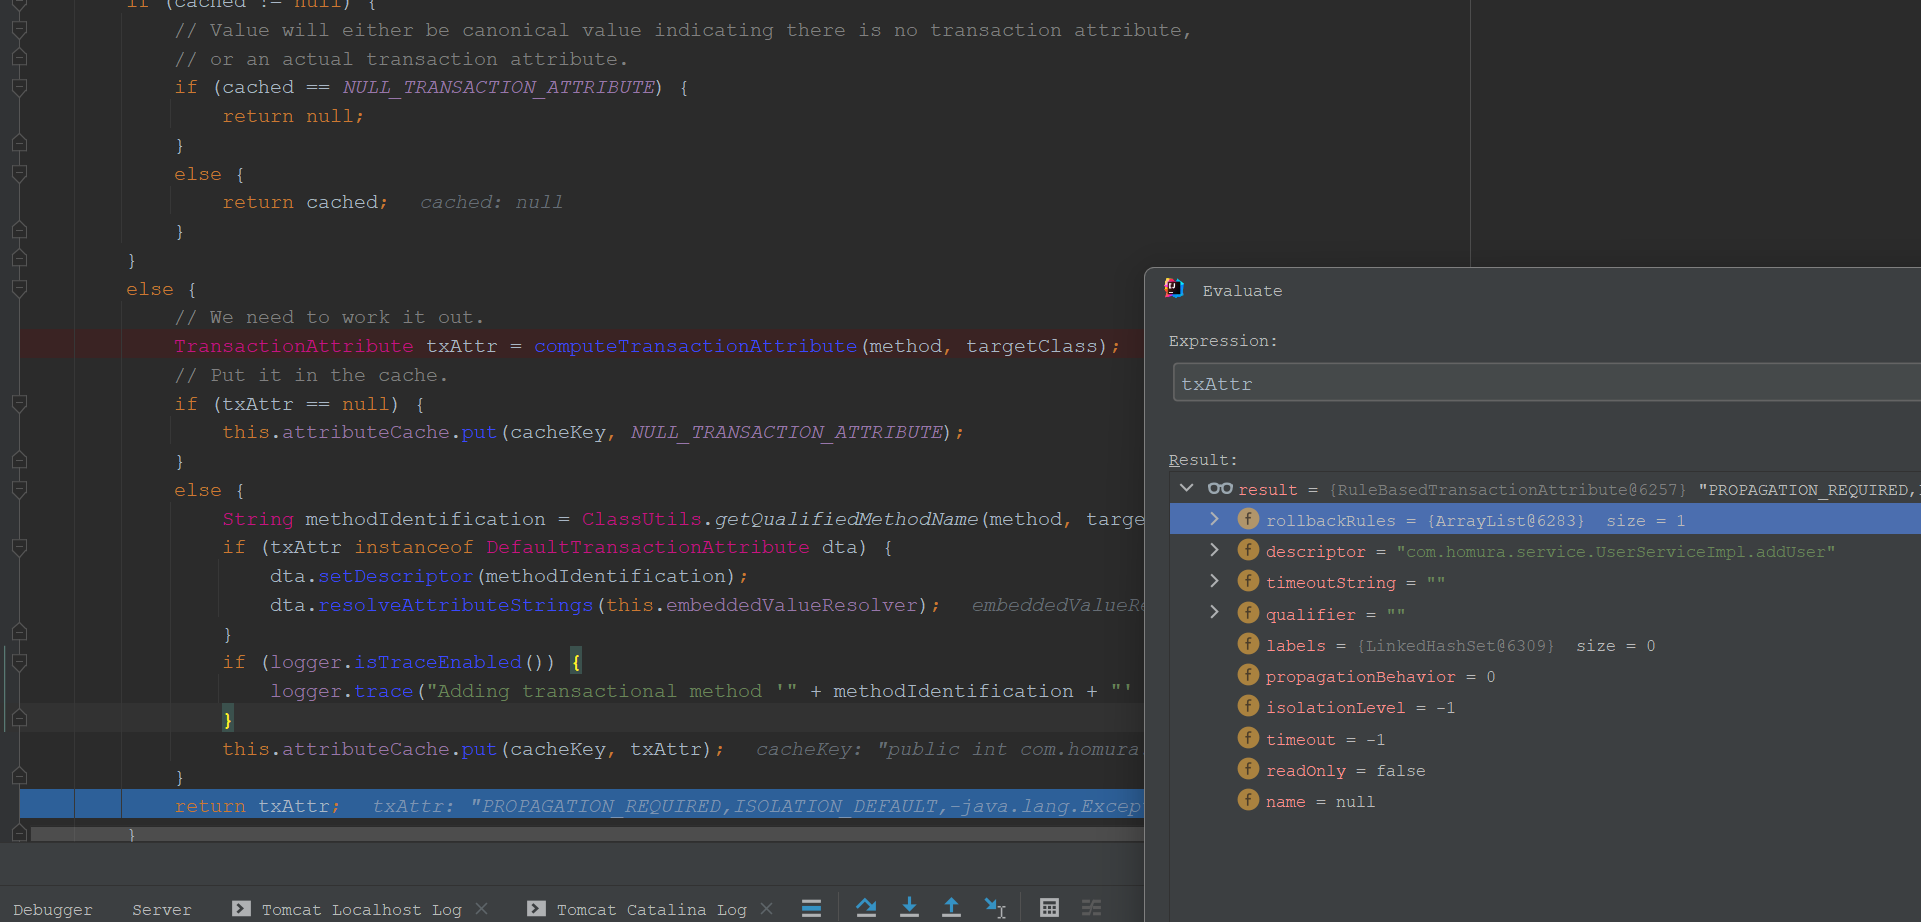 if (cached != null) {
// Value will either be canonical value indicating there is no transaction attribute,
// or an actual transaction attribute.
if (cached == NULL_TRANSACTION_ATTRIBUTE) {
return null;
}
else {
return cached;   cached: null
}
}
else {
// We need to work it out.
TransactionAttribute txAttr = computeTransactionAttribute(method, targetClass);
// Put it in the cache.
if (txAttr == null) {
this.attributeCache.put(cacheKey, NULL_TRANSACTION_ATTRIBUTE);
}
else {
String methodIdentification = ClassUtils.getQualifiedMethodName(method, targe
if (txAttr instanceof DefaultTransactionAttribute dta) {
dta.setDescriptor(methodIdentification);
dta.resolveAttributeStrings(this.embeddedValueResolver);   embeddedValueRe
}
if (logger.isTraceEnabled()) {
logger.trace("Adding transactional method '" + methodIdentification + "'
}
this.attributeCache.put(cacheKey, txAttr);   cacheKey: "public int com.homura.
}
return txAttr;   txAttr: "PROPAGATION_REQUIRED,ISOLATION_DEFAULT,-java.lang.Excep
}
Evaluate
Expression:
txAttr
Result:
result = {RuleBasedTransactionAttribute@6257} "PROPAGATION_REQUIRED,
rollbackRules = {ArrayList@6283}  size = 1
descriptor = "com.homura.service.UserServiceImpl.addUser"
timeoutString = ""
qualifier = ""
labels = {LinkedHashSet@6309}  size = 0
propagationBehavior = 0
isolationLevel = -1
timeout = -1
readOnly = false
name = null
Debugger   Server   Tomcat Localhost Log   Tomcat Catalina Log